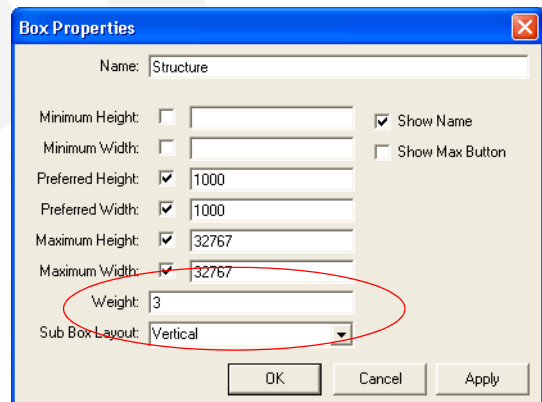 Box Properties
Name: Structure
Minimum Height:
Show Name
Minimum Width:
Show Max Button
Preferred Height: 1000
Preferred Width: 1000
Maximum Height: 32767
Maximum Width: 32767
Weight: 3
Sub Box Layout: Vertical
OK Cancel Apply